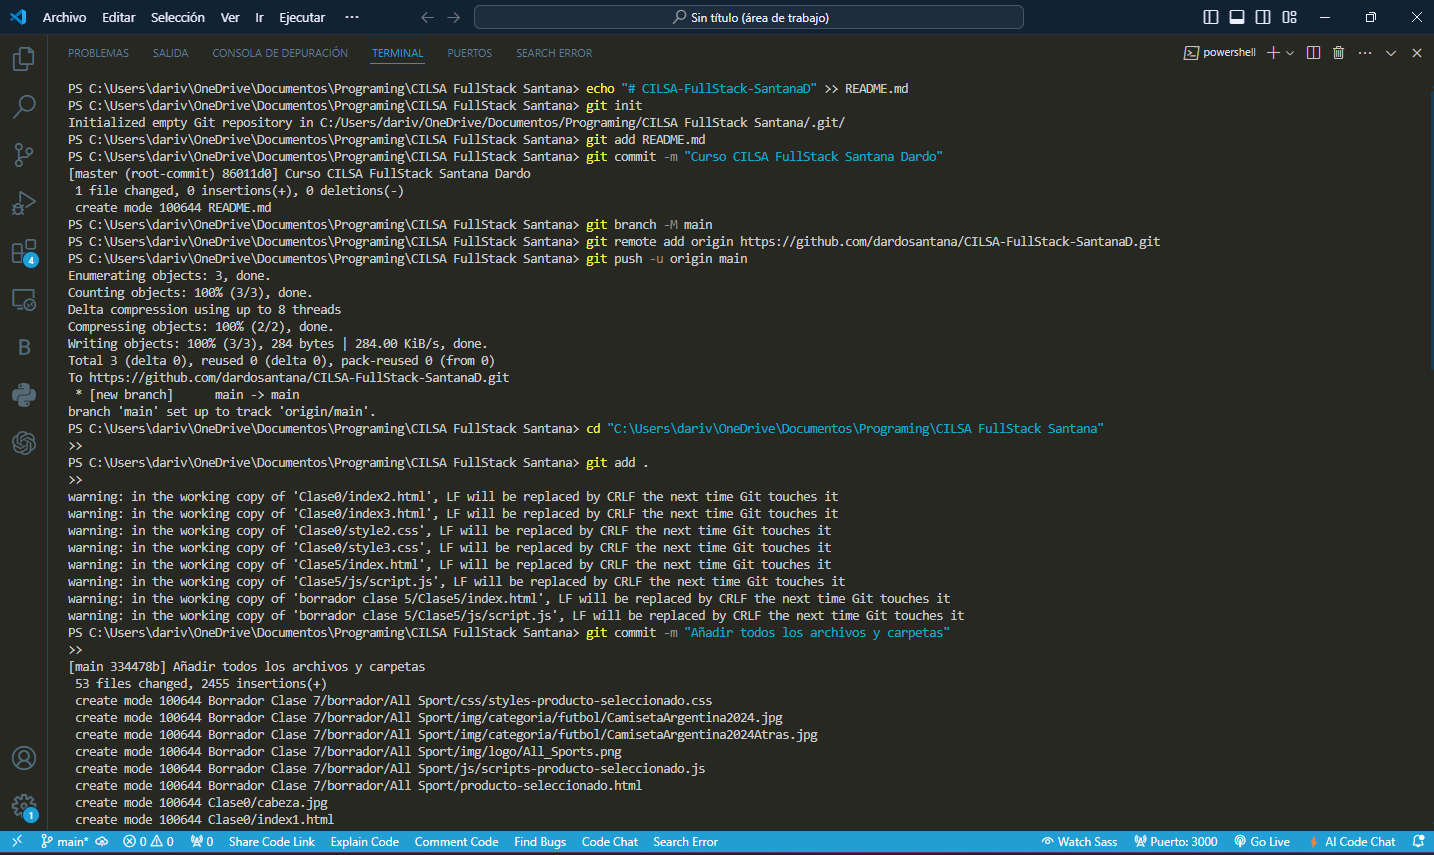 Archivo Editar Selección Ver Ir Ejecutar ··· Sin título (área de trabajo)
PROBLEMAS SALIDA CONSOLA DE DEPURACIÓN TERMINAL PUERTOS SEARCH ERROR powershell
PS C:\Users\dariv\OneDrive\Documentos\Programing\CILSA FullStack Santana> echo "# CILSA-FullStack-SantanaD" >> README.md
PS C:\Users\dariv\OneDrive\Documentos\Programing\CILSA FullStack Santana> git init
Initialized empty Git repository in C:/Users/dariv/OneDrive/Documentos/Programing/CILSA FullStack Santana/.git/
PS C:\Users\dariv\OneDrive\Documentos\Programing\CILSA FullStack Santana> git add README.md
PS C:\Users\dariv\OneDrive\Documentos\Programing\CILSA FullStack Santana> git commit -m "Curso CILSA FullStack Santana Dardo"
[master (root-commit) 86011d0] Curso CILSA FullStack Santana Dardo
1 file changed, 0 insertions(+), 0 deletions(-)
create mode 100644 README.md
PS C:\Users\dariv\OneDrive\Documentos\Programing\CILSA FullStack Santana> git branch -M main
PS C:\Users\dariv\OneDrive\Documentos\Programing\CILSA FullStack Santana> git remote add origin https://github.com/dardosantana/CILSA-FullStack-SantanaD.git
PS C:\Users\dariv\OneDrive\Documentos\Programing\CILSA FullStack Santana> git push -u origin main
Enumerating objects: 3, done.
Counting objects: 100% (3/3), done.
Delta compression using up to 8 threads
Compressing objects: 100% (2/2), done.
Writing objects: 100% (3/3), 284 bytes | 284.00 KiB/s, done.
Total 3 (delta 0), reused 0 (delta 0), pack-reused 0 (from 0)
To https://github.com/dardosantana/CILSA-FullStack-SantanaD.git
* [new branch] main -> main
branch 'main' set up to track 'origin/main'.
PS C:\Users\dariv\OneDrive\Documentos\Programing\CILSA FullStack Santana> cd "C:\Users\dariv\OneDrive\Documentos\Programing\CILSA FullStack Santana"
>>
PS C:\Users\dariv\OneDrive\Documentos\Programing\CILSA FullStack Santana> git add .
>>
warning: in the working copy of 'Clase0/index2.html', LF will be replaced by CRLF the next time Git touches it
warning: in the working copy of 'Clase0/index3.html', LF will be replaced by CRLF the next time Git touches it
warning: in the working copy of 'Clase0/style2.css', LF will be replaced by CRLF the next time Git touches it
warning: in the working copy of 'Clase0/style3.css', LF will be replaced by CRLF the next time Git touches it
warning: in the working copy of 'Clase5/index.html', LF will be replaced by CRLF the next time Git touches it
warning: in the working copy of 'Clase5/js/script.js', LF will be replaced by CRLF the next time Git touches it
warning: in the working copy of 'borrador clase 5/Clase5/index.html', LF will be replaced by CRLF the next time Git touches it
warning: in the working copy of 'borrador clase 5/Clase5/js/script.js', LF will be replaced by CRLF the next time Git touches it
PS C:\Users\dariv\OneDrive\Documentos\Programing\CILSA FullStack Santana> git commit -m "Añadir todos los archivos y carpetas"
>>
[main 334478b] Añadir todos los archivos y carpetas
53 files changed, 2455 insertions(+)
create mode 100644 Borrador Clase 7/borrador/All Sport/css/styles-producto-seleccionado.css
create mode 100644 Borrador Clase 7/borrador/All Sport/img/categoria/futbol/CamisetaArgentina2024.jpg
create mode 100644 Borrador Clase 7/borrador/All Sport/img/categoria/futbol/CamisetaArgentina2024Atras.jpg
create mode 100644 Borrador Clase 7/borrador/All Sport/img/logo/All_Sports.png
create mode 100644 Borrador Clase 7/borrador/All Sport/js/scripts-producto-seleccionado.js
create mode 100644 Borrador Clase 7/borrador/All Sport/producto-seleccionado.html
create mode 100644 Clase0/cabeza.jpg
create mode 100644 Clase0/index1.html
4
B
1
main* 0 0 0 Share Code Link Explain Code Comment Code Find Bugs Code Chat Search Error Watch Sass Puerto: 3000 Go Live AI Code Chat